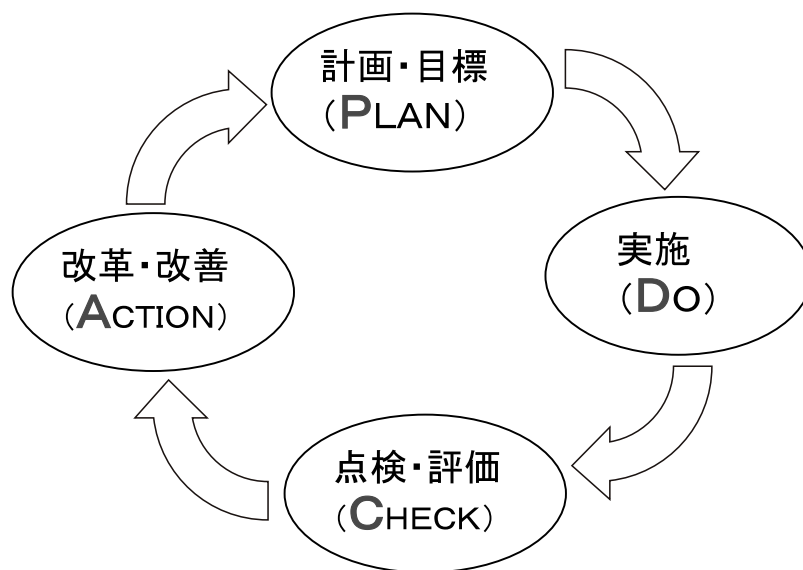 計画・目標
(PLAN)
実施
(DO)
点検・評価
(CHECK)
改革・改善
(ACTION)